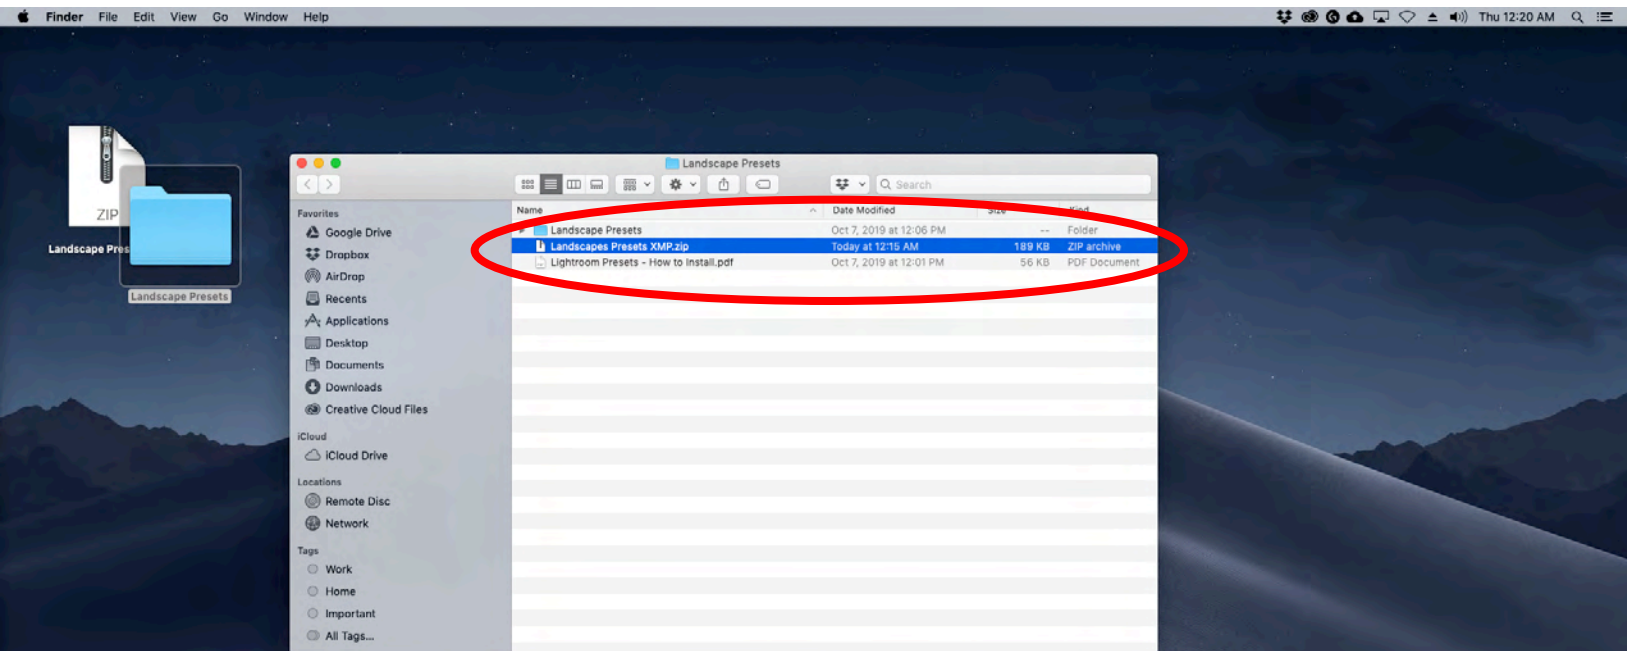 Finder File Edit View Go Window Help Thu 12:20 AM
ZIP
Landscape Pres
Landscape Presets
Landscape Presets
Search
Favorites
Google Drive
Dropbox
AirDrop
Recents
Applications
Desktop
Documents
Downloads
Creative Cloud Files
iCloud
iCloud Drive
Locations
Remote Disc
Network
Tags
Work
Home
Important
All Tags...
Name Date Modified Size Kind
Landscape Presets Oct 7, 2019 at 12:06 PM -- Folder
Landscapes Presets XMP.zip Today at 12:15 AM 189 KB ZIP archive
Lightroom Presets - How to Install.pdf Oct 7, 2019 at 12:01 PM 56 KB PDF Document